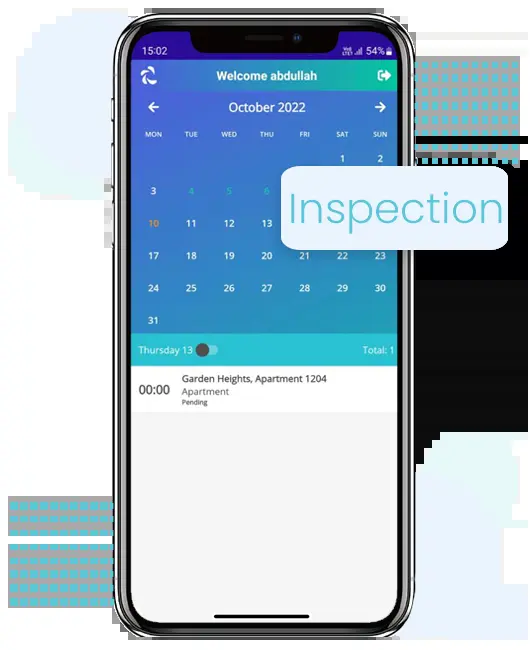 15:02 54%
Welcome abdullah
October 2022
MON TUE WED THU FRI SAT SUN
1 2
3 4 5 6
Inspection
10 11 12 13
17 18 19 20 21 22 23
24 25 26 27 28 29 30
31
Thursday 13 Total: 1
Garden Heights, Apartment 1204
00:00 Apartment
Pending